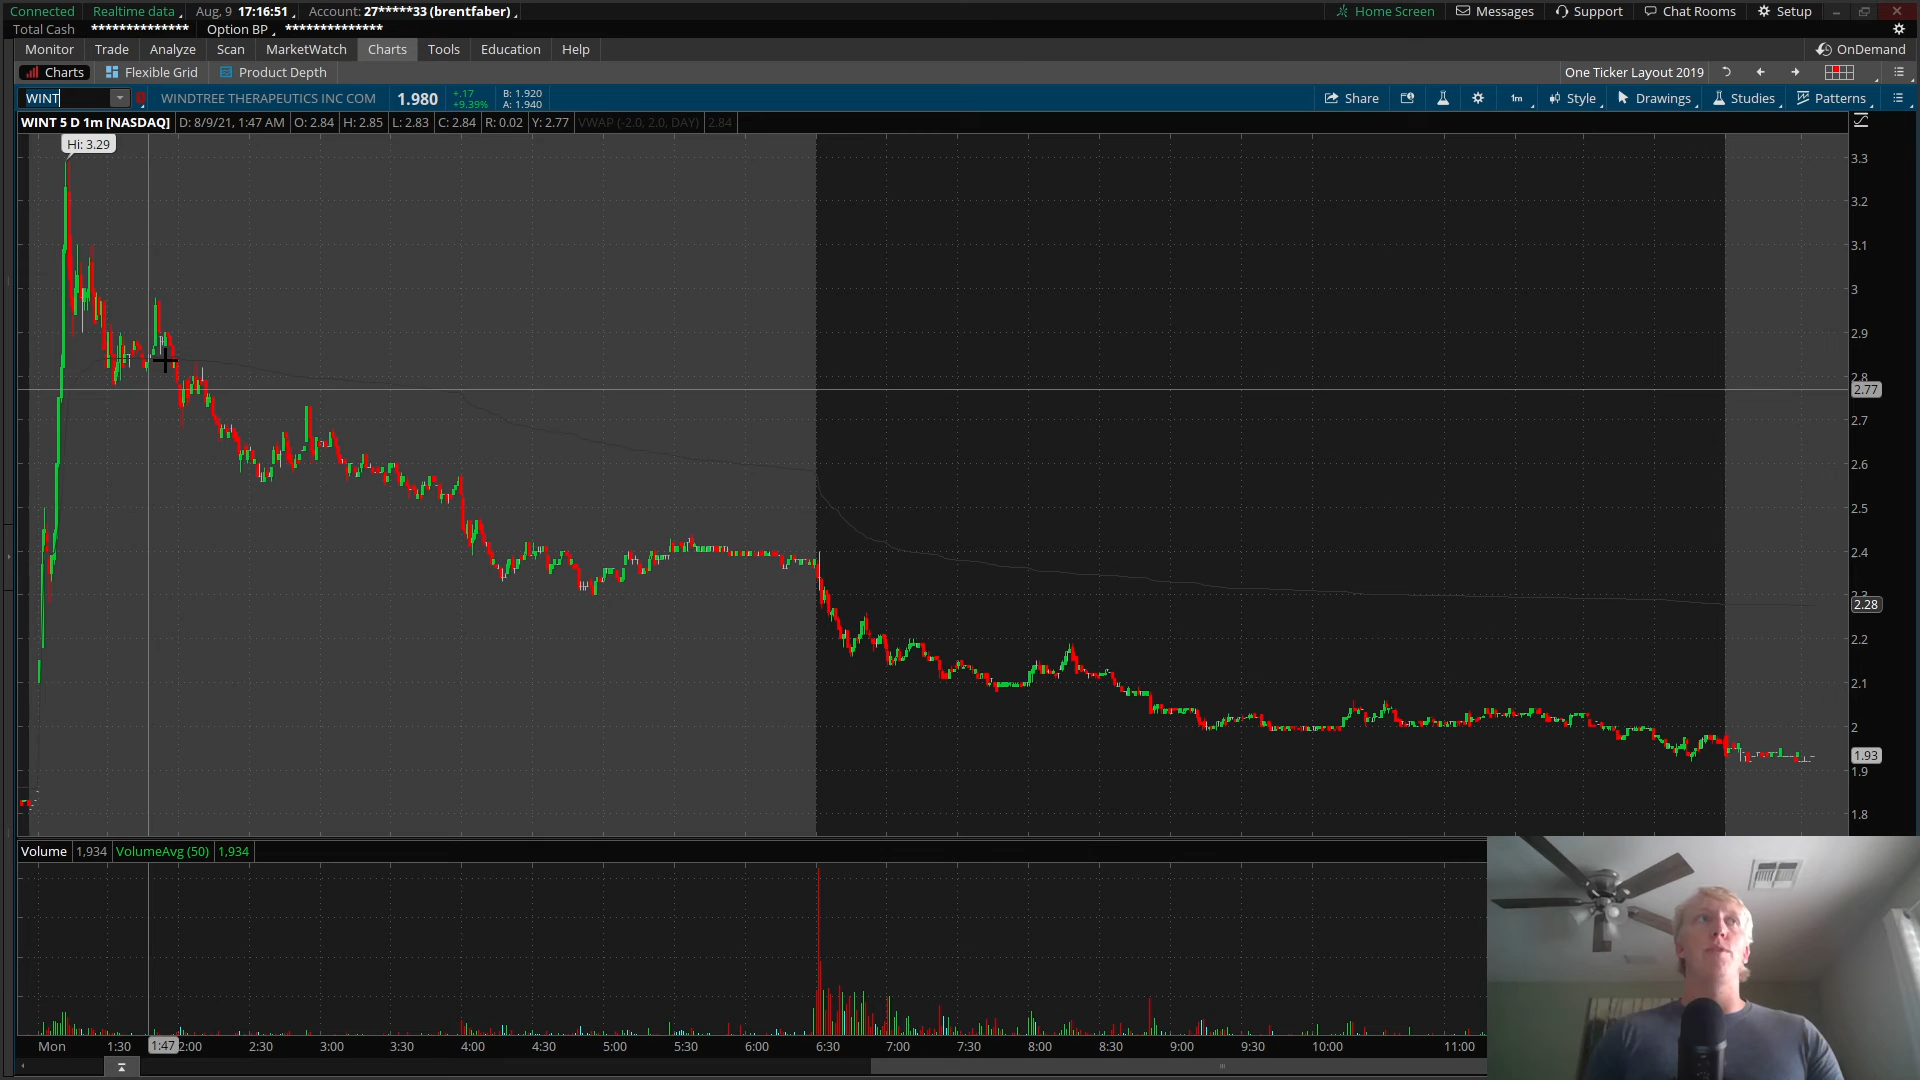 Connected Realtime data Aug, 9 17:16:51 Account: 27*****33 (brentfaber) Home Screen Messages Support Chat Rooms Setup
Total Cash ************** Option BP **************
Monitor Trade Analyze Scan MarketWatch Charts Tools Education Help OnDemand
Charts Flexible Grid Product Depth One Ticker Layout 2019
WINT WINDTREE THERAPEUTICS INC COM 1.980 +.17 +9.39% B: 1.920 A: 1.940 Share 1m Style Drawings Studies Patterns
WINT 5 D 1m [NASDAQ] D: 8/9/21, 1:47 AM O: 2.84 H: 2.85 L: 2.83 C: 2.84 R: 0.02 Y: 2.77 VWAP (-2.0, 2.0, DAY) 2.84
Hi: 3.29
3.3
3.2
3.1
3
2.9
2.8
2.77
2.7
2.6
2.5
2.4
2.3
2.28
2.2
2.1
2
1.93
1.9
1.8
Volume 1,934 VolumeAvg (50) 1,934
Mon 1:30 1:47 2:00 2:30 3:00 3:30 4:00 4:30 5:00 5:30 6:00 6:30 7:00 7:30 8:00 8:30 9:00 9:30 10:00 11:00